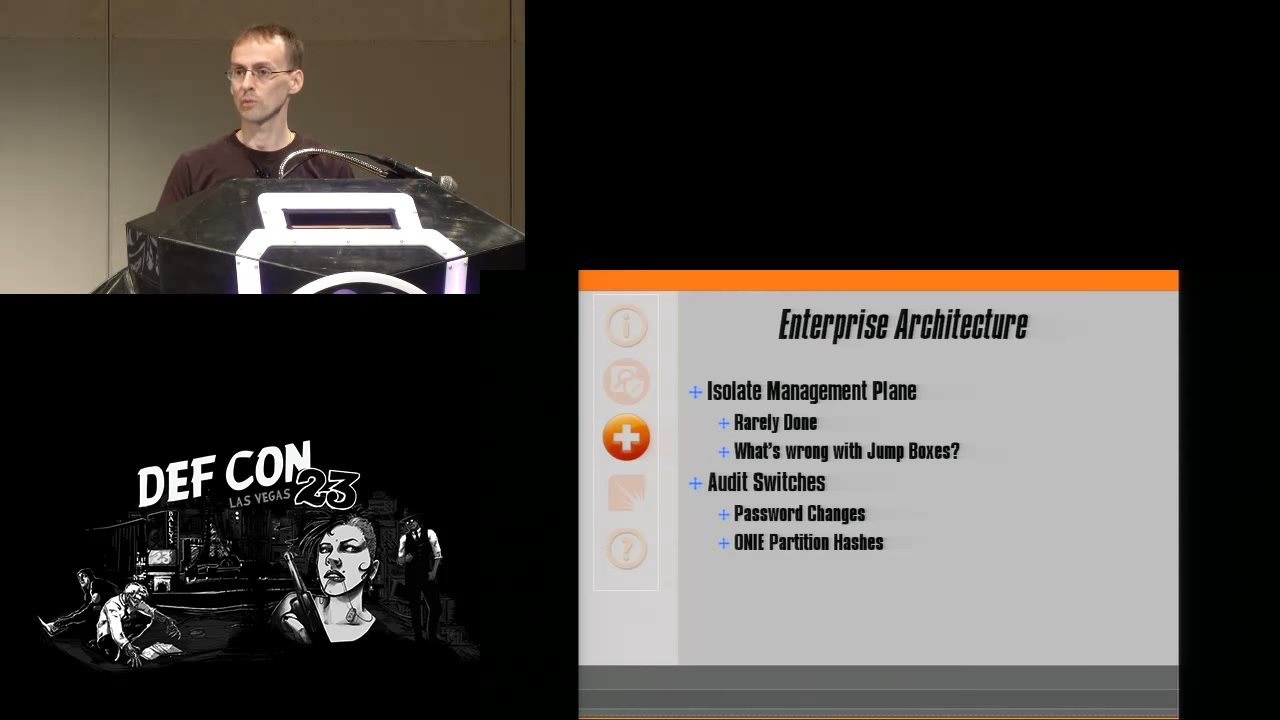 Enterprise Architecture
Isolate Management Plane
Rarely Done
What's wrong with Jump Boxes?
Audit Switches
Password Changes
ONIE Partition Hashes
DEF CON
LAS VEGAS 23
BALLY'S